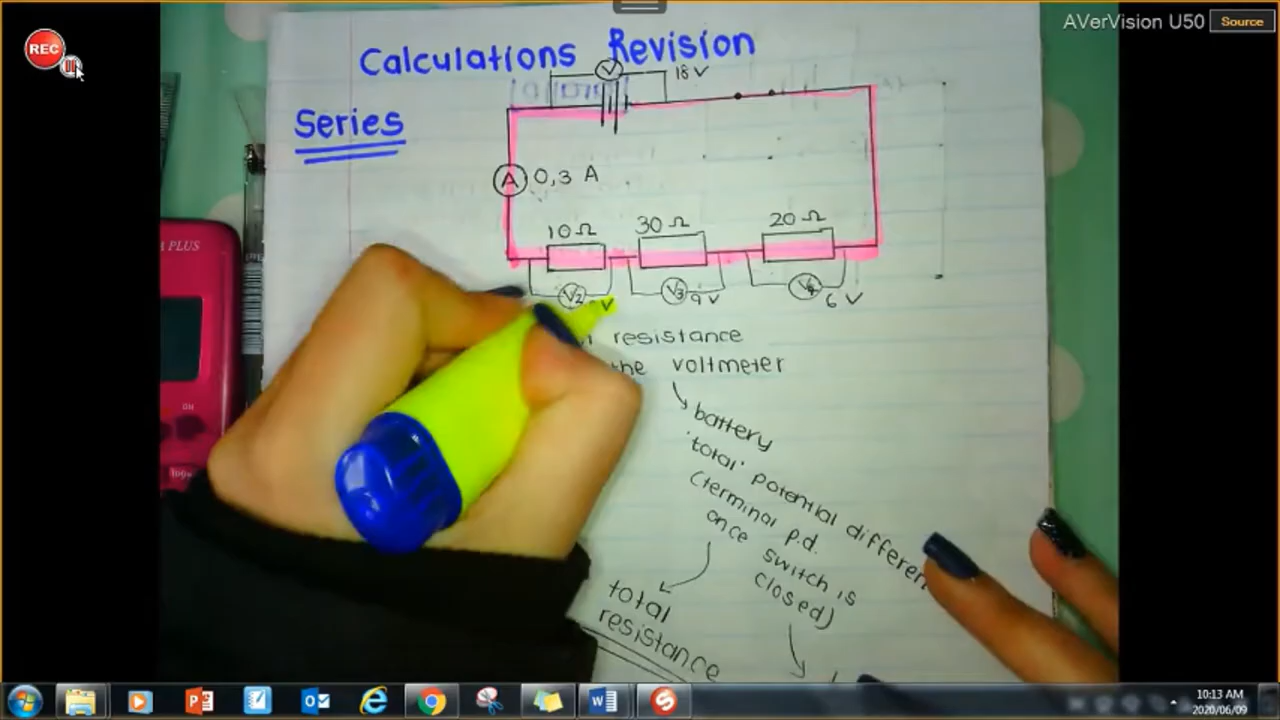 AVerVision U50 Source
REC
Calculations Revision
V 18 V
Series
A 0,3 A
10 Ω 30 Ω 20 Ω
V2 V V3 9 V V4 6 V
resistance
the voltmeter
battery
'total' potential differen
(terminal p.d.
once switch is
closed)
total
resistance
A PLUS
ON
10:13 AM
2020/06/09